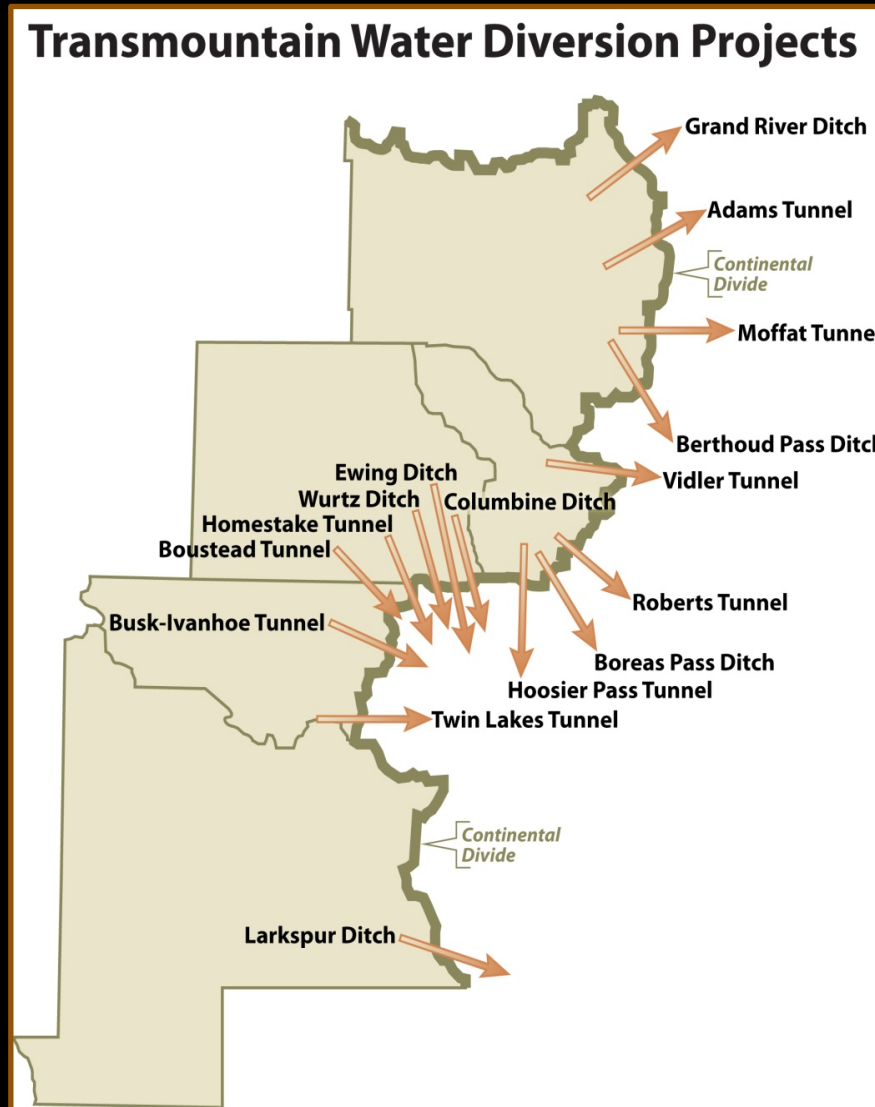 Transmountain Water Diversion Projects
Grand River Ditch
Adams Tunnel
Continental
Divide
Moffat Tunne
Berthoud Pass Ditch
Vidler Tunnel
Ewing Ditch
Wurtz Ditch
Columbine Ditch
Homestake Tunnel
Boustead Tunnel
Roberts Tunnel
Busk-Ivanhoe Tunnel
Boreas Pass Ditch
Hoosier Pass Tunnel
Twin Lakes Tunnel
Continental
Divide
Larkspur Ditch